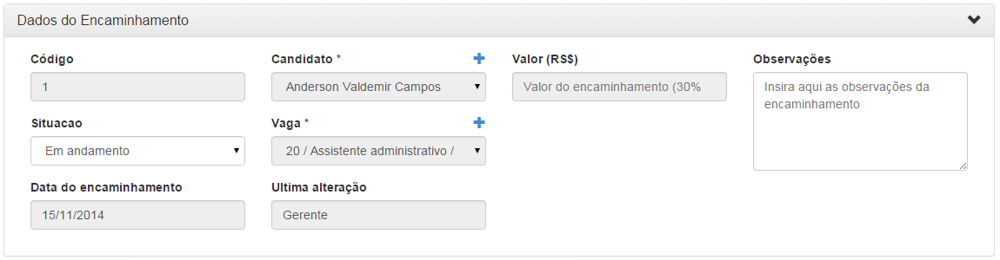 Dados do Encaminhamento
Código
1
Candidato *
Anderson Valdemir Campos
Valor (RS$)
Valor do encaminhamento (30%
Observações
Insira aqui as observações da
encaminhamento
Situacao
Em andamento
Vaga *
20 / Assistente administrativo /
Data do encaminhamento
15/11/2014
Ultima alteração
Gerente